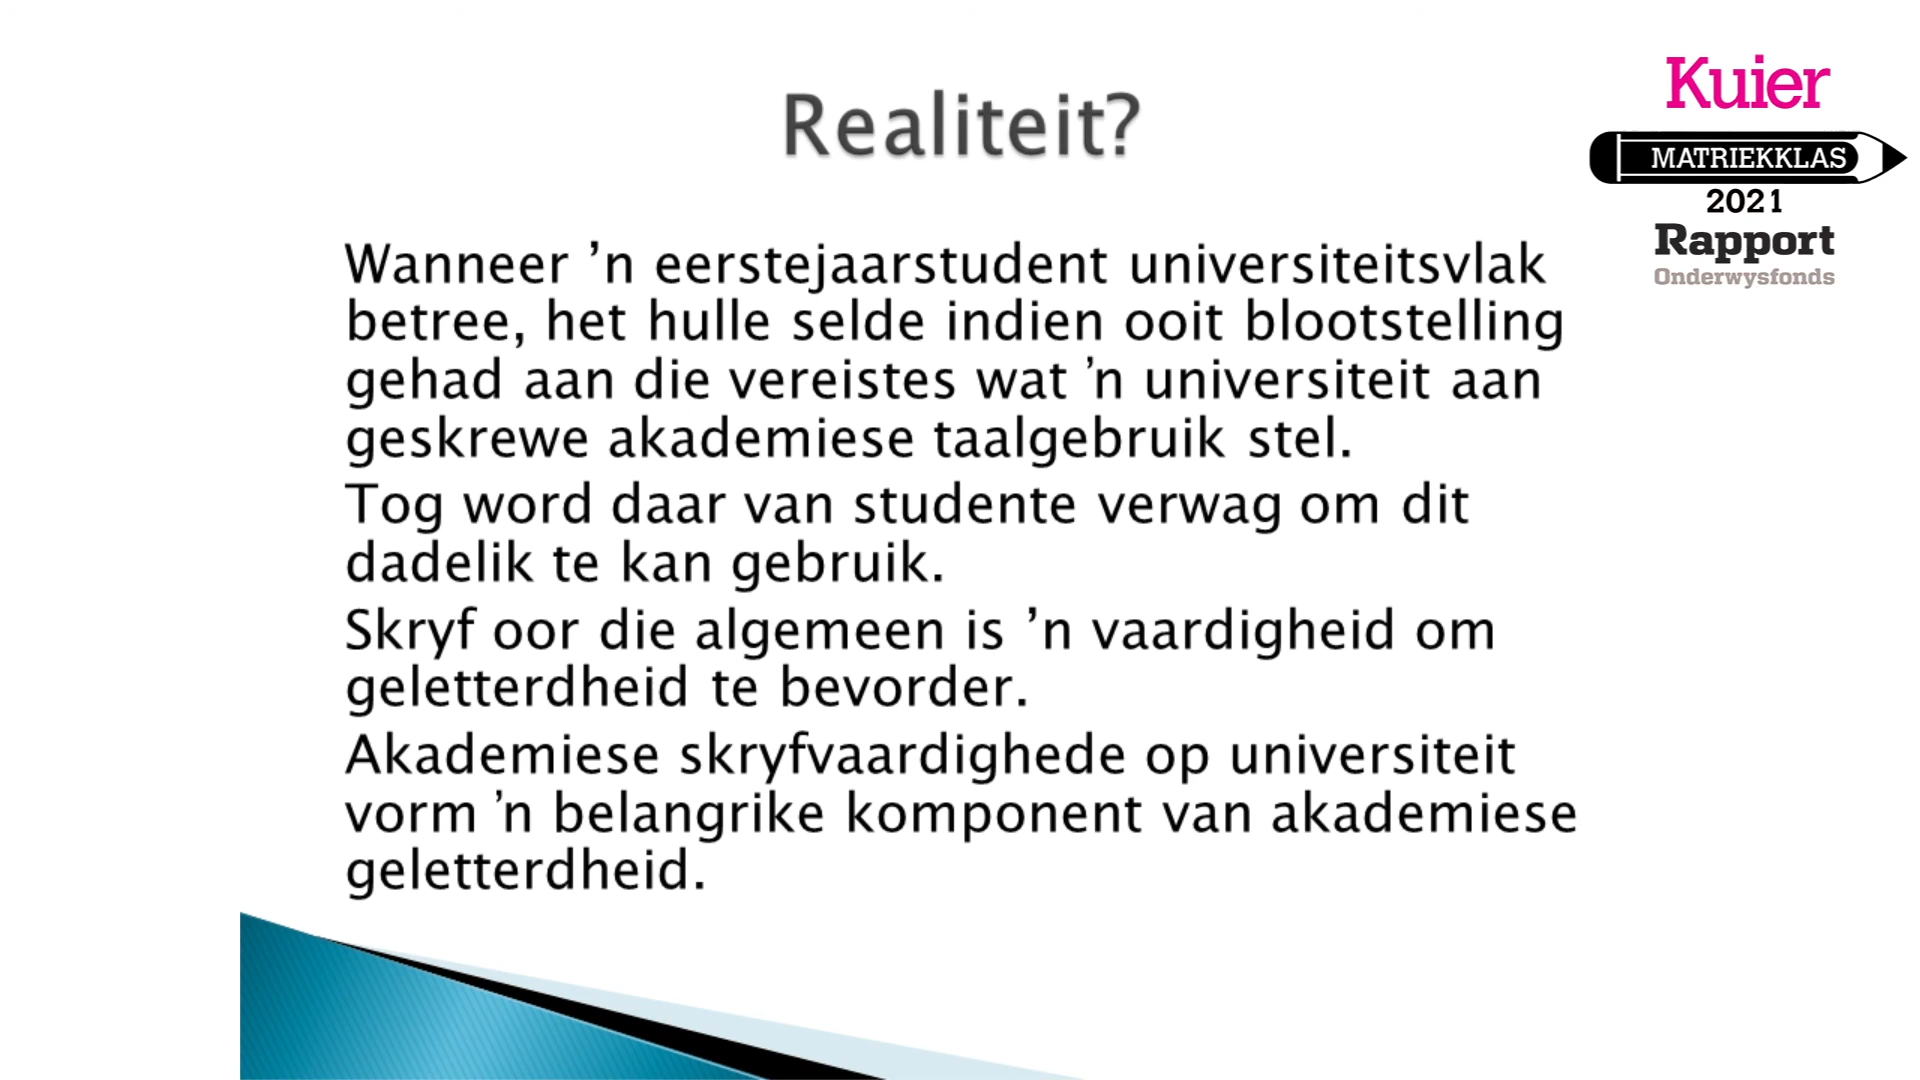 Realiteit?
Kuier
MATRIEKKLAS
2021
Rapport
Onderwysfonds
Wanneer ’n eerstejaarstudent universiteitsvlak
betree, het hulle selde indien ooit blootstelling
gehad aan die vereistes wat ’n universiteit aan
geskrewe akademiese taalgebruik stel.
Tog word daar van studente verwag om dit
dadelik te kan gebruik.
Skryf oor die algemeen is ’n vaardigheid om
geletterdheid te bevorder.
Akademiese skryfvaardighede op universiteit
vorm ’n belangrike komponent van akademiese
geletterdheid.